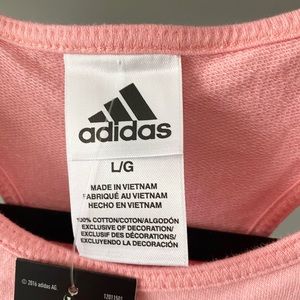 adidas
L/G
MADE IN VIETNAM
FABRIQUÉ AU VIETNAM
HECHO EN VIETNAM
100% COTTON/COTON/ALGODÓN
EXCLUSIVE OF DECORATION/
EXCLUSIF DES DÉCORATIONS/
EXCLUYENDO LA DECORACIÓN
© 2016 adidas AG.